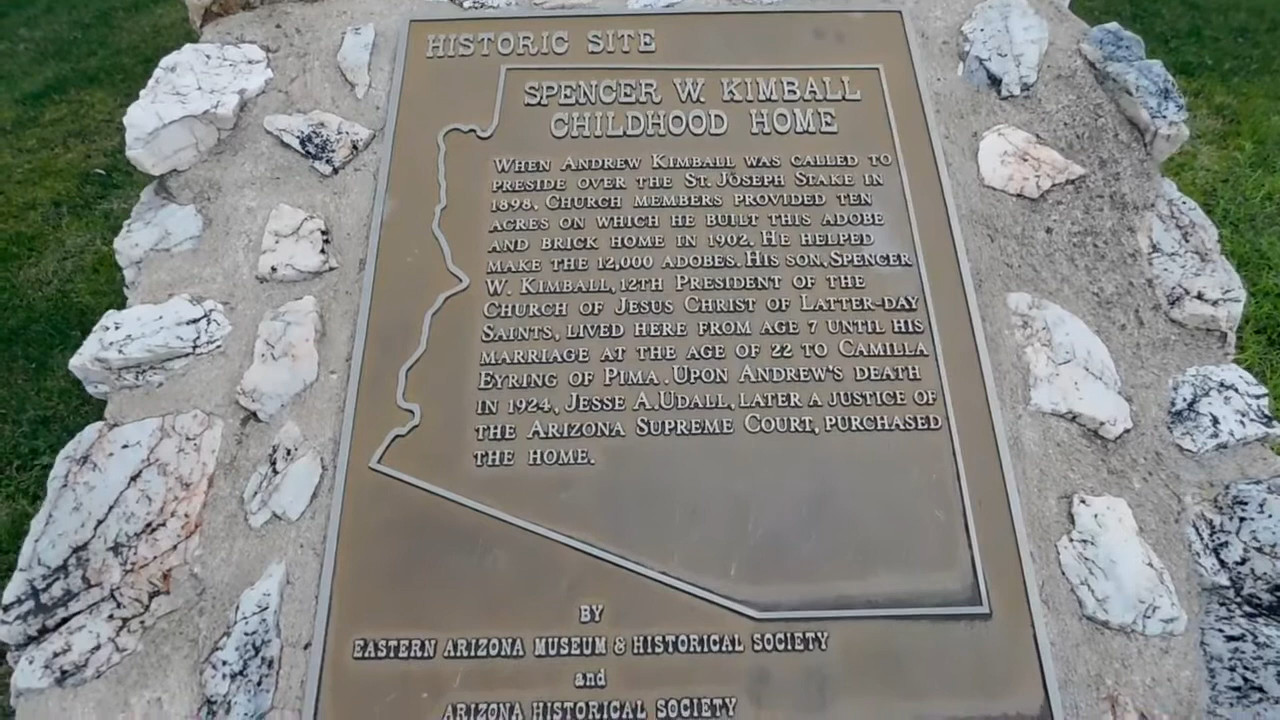 HISTORIC SITE
SPENCER W. KIMBALL
CHILDHOOD HOME
WHEN ANDREW KIMBALL WAS CALLED TO
PRESIDE OVER THE ST. JOSEPH STAKE IN
1898, CHURCH MEMBERS PROVIDED TEN
ACRES ON WHICH HE BUILT THIS ADOBE
AND BRICK HOME IN 1902. HE HELPED
MAKE THE 12,000 ADOBES. HIS SON, SPENCER
W. KIMBALL, 12TH PRESIDENT OF THE
CHURCH OF JESUS CHRIST OF LATTER-DAY
SAINTS, LIVED HERE FROM AGE 7 UNTIL HIS
MARRIAGE AT THE AGE OF 22 TO CAMILLA
EYRING OF PIMA. UPON ANDREW'S DEATH
IN 1924, JESSE A. UDALL, LATER A JUSTICE OF
THE ARIZONA SUPREME COURT, PURCHASED
THE HOME.
BY
EASTERN ARIZONA MUSEUM & HISTORICAL SOCIETY
and
ARIZONA HISTORICAL SOCIETY